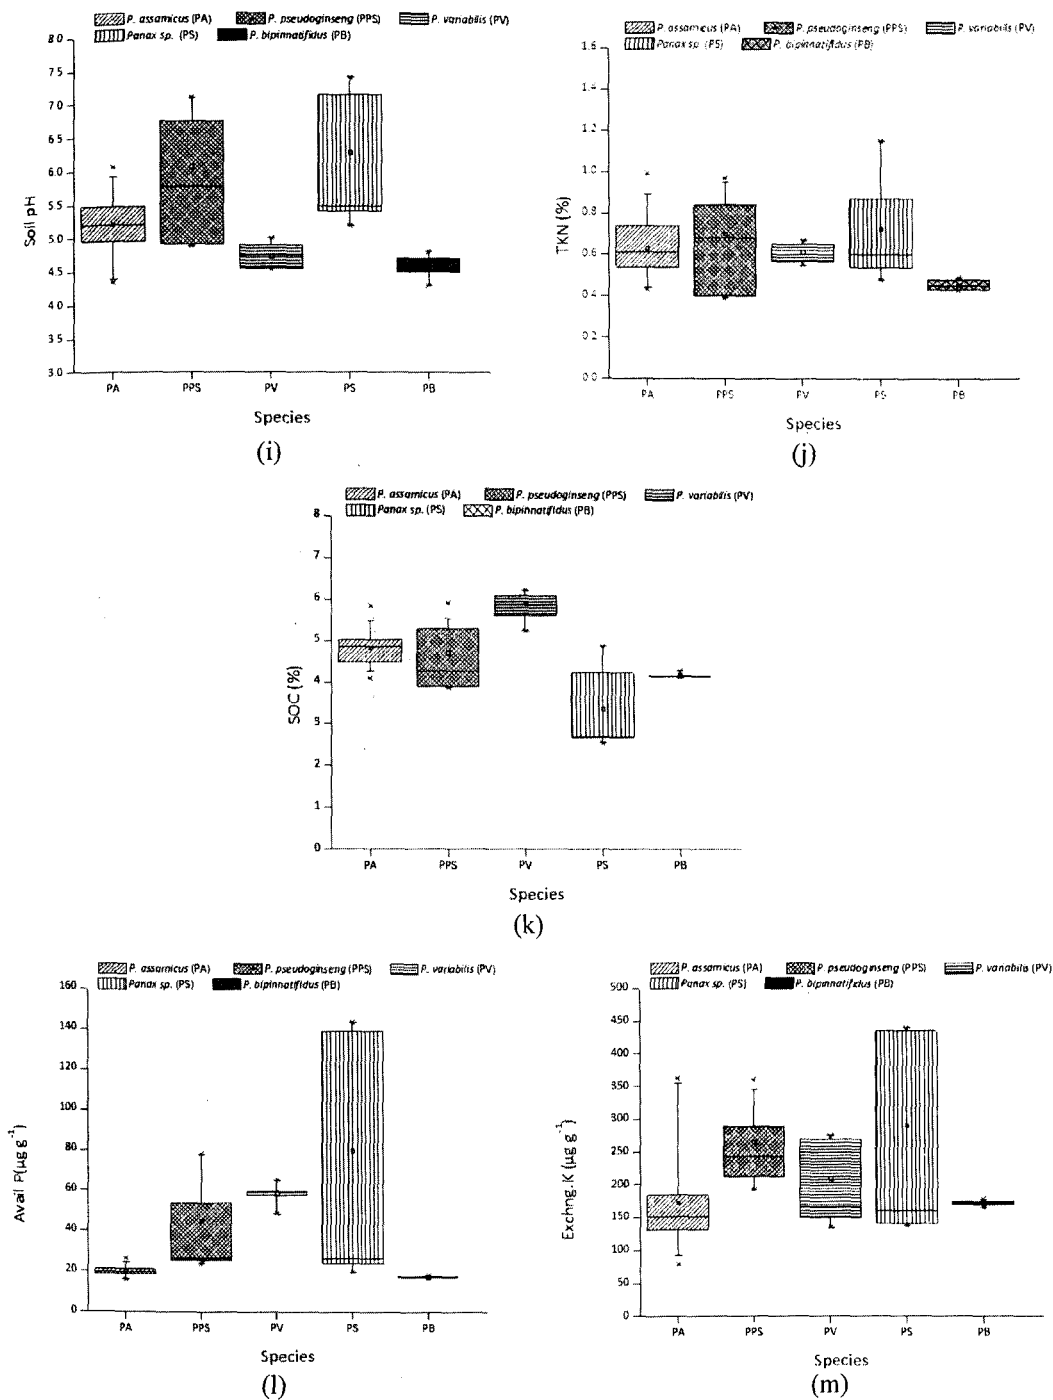 P. assamicus (PA) P. pseudoginseng (PPS) P. variabilis (PV)
Panax sp. (PS) P. bipinnatifidus (PB)
8.0
7.5
7.0
6.5
6.0
5.5
5.0
4.5
4.0
3.5
3.0
Soil pH
PA PPS PV PS PB
Species
(i)
P. assamicus (PA) P. pseudoginseng (PPS) P. variabilis (PV)
Panax sp. (PS) P. bipinnatifidus (PB)
1.6
1.4
1.2
1.0
0.8
0.6
0.4
0.2
0.0
TKN (%)
PA PPS PV PS PB
Species
(j)
P. assamicus (PA) P. pseudoginseng (PPS) P. variabilis (PV)
Panax sp. (PS) P. bipinnatifidus (PB)
8
7
6
5
4
3
2
1
0
SOC (%)
PA PPS PV PS PB
Species
(k)
P. assamicus (PA) P. pseudoginseng (PPS) P. variabilis (PV)
Panax sp. (PS) P. bipinnatifidus (PB)
160
140
120
100
80
60
40
20
0
Avail P(µg g⁻¹)
PA PPS PV PS PB
Species
(l)
P. assamicus (PA) P. pseudoginseng (PPS) P. variabilis (PV)
Panax sp. (PS) P. bipinnatifidus (PB)
500
450
400
350
300
250
200
150
100
50
0
Exchng.K (µg g⁻¹)
PA PPS PV PS PB
Species
(m)